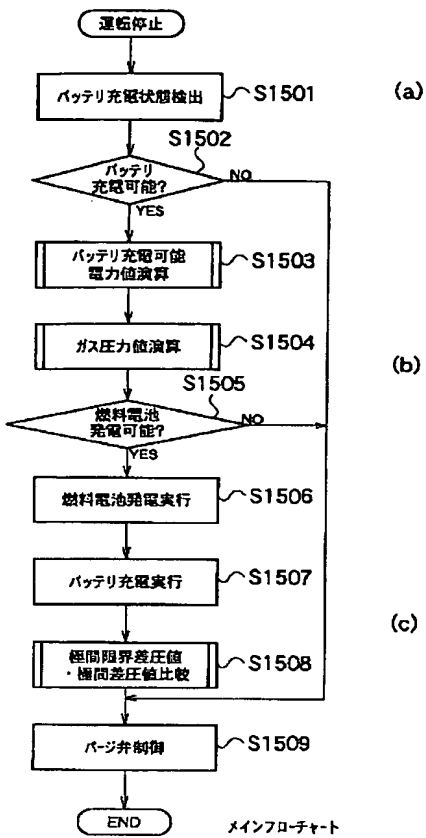 運転停止
バッテリ充電状態検出
S1501
(a)
S1502
バッテリ
充電可能?
NO
YES
バッテリ充電可能
電力値演算
S1503
ガス圧力値演算
S1504
(b)
S1505
燃料電池
発電可能?
NO
YES
燃料電池発電実行
S1506
バッテリ充電実行
S1507
(c)
極間限界差圧値
・極間差圧値比較
S1508
パージ弁制御
S1509
END
メインフローチャート